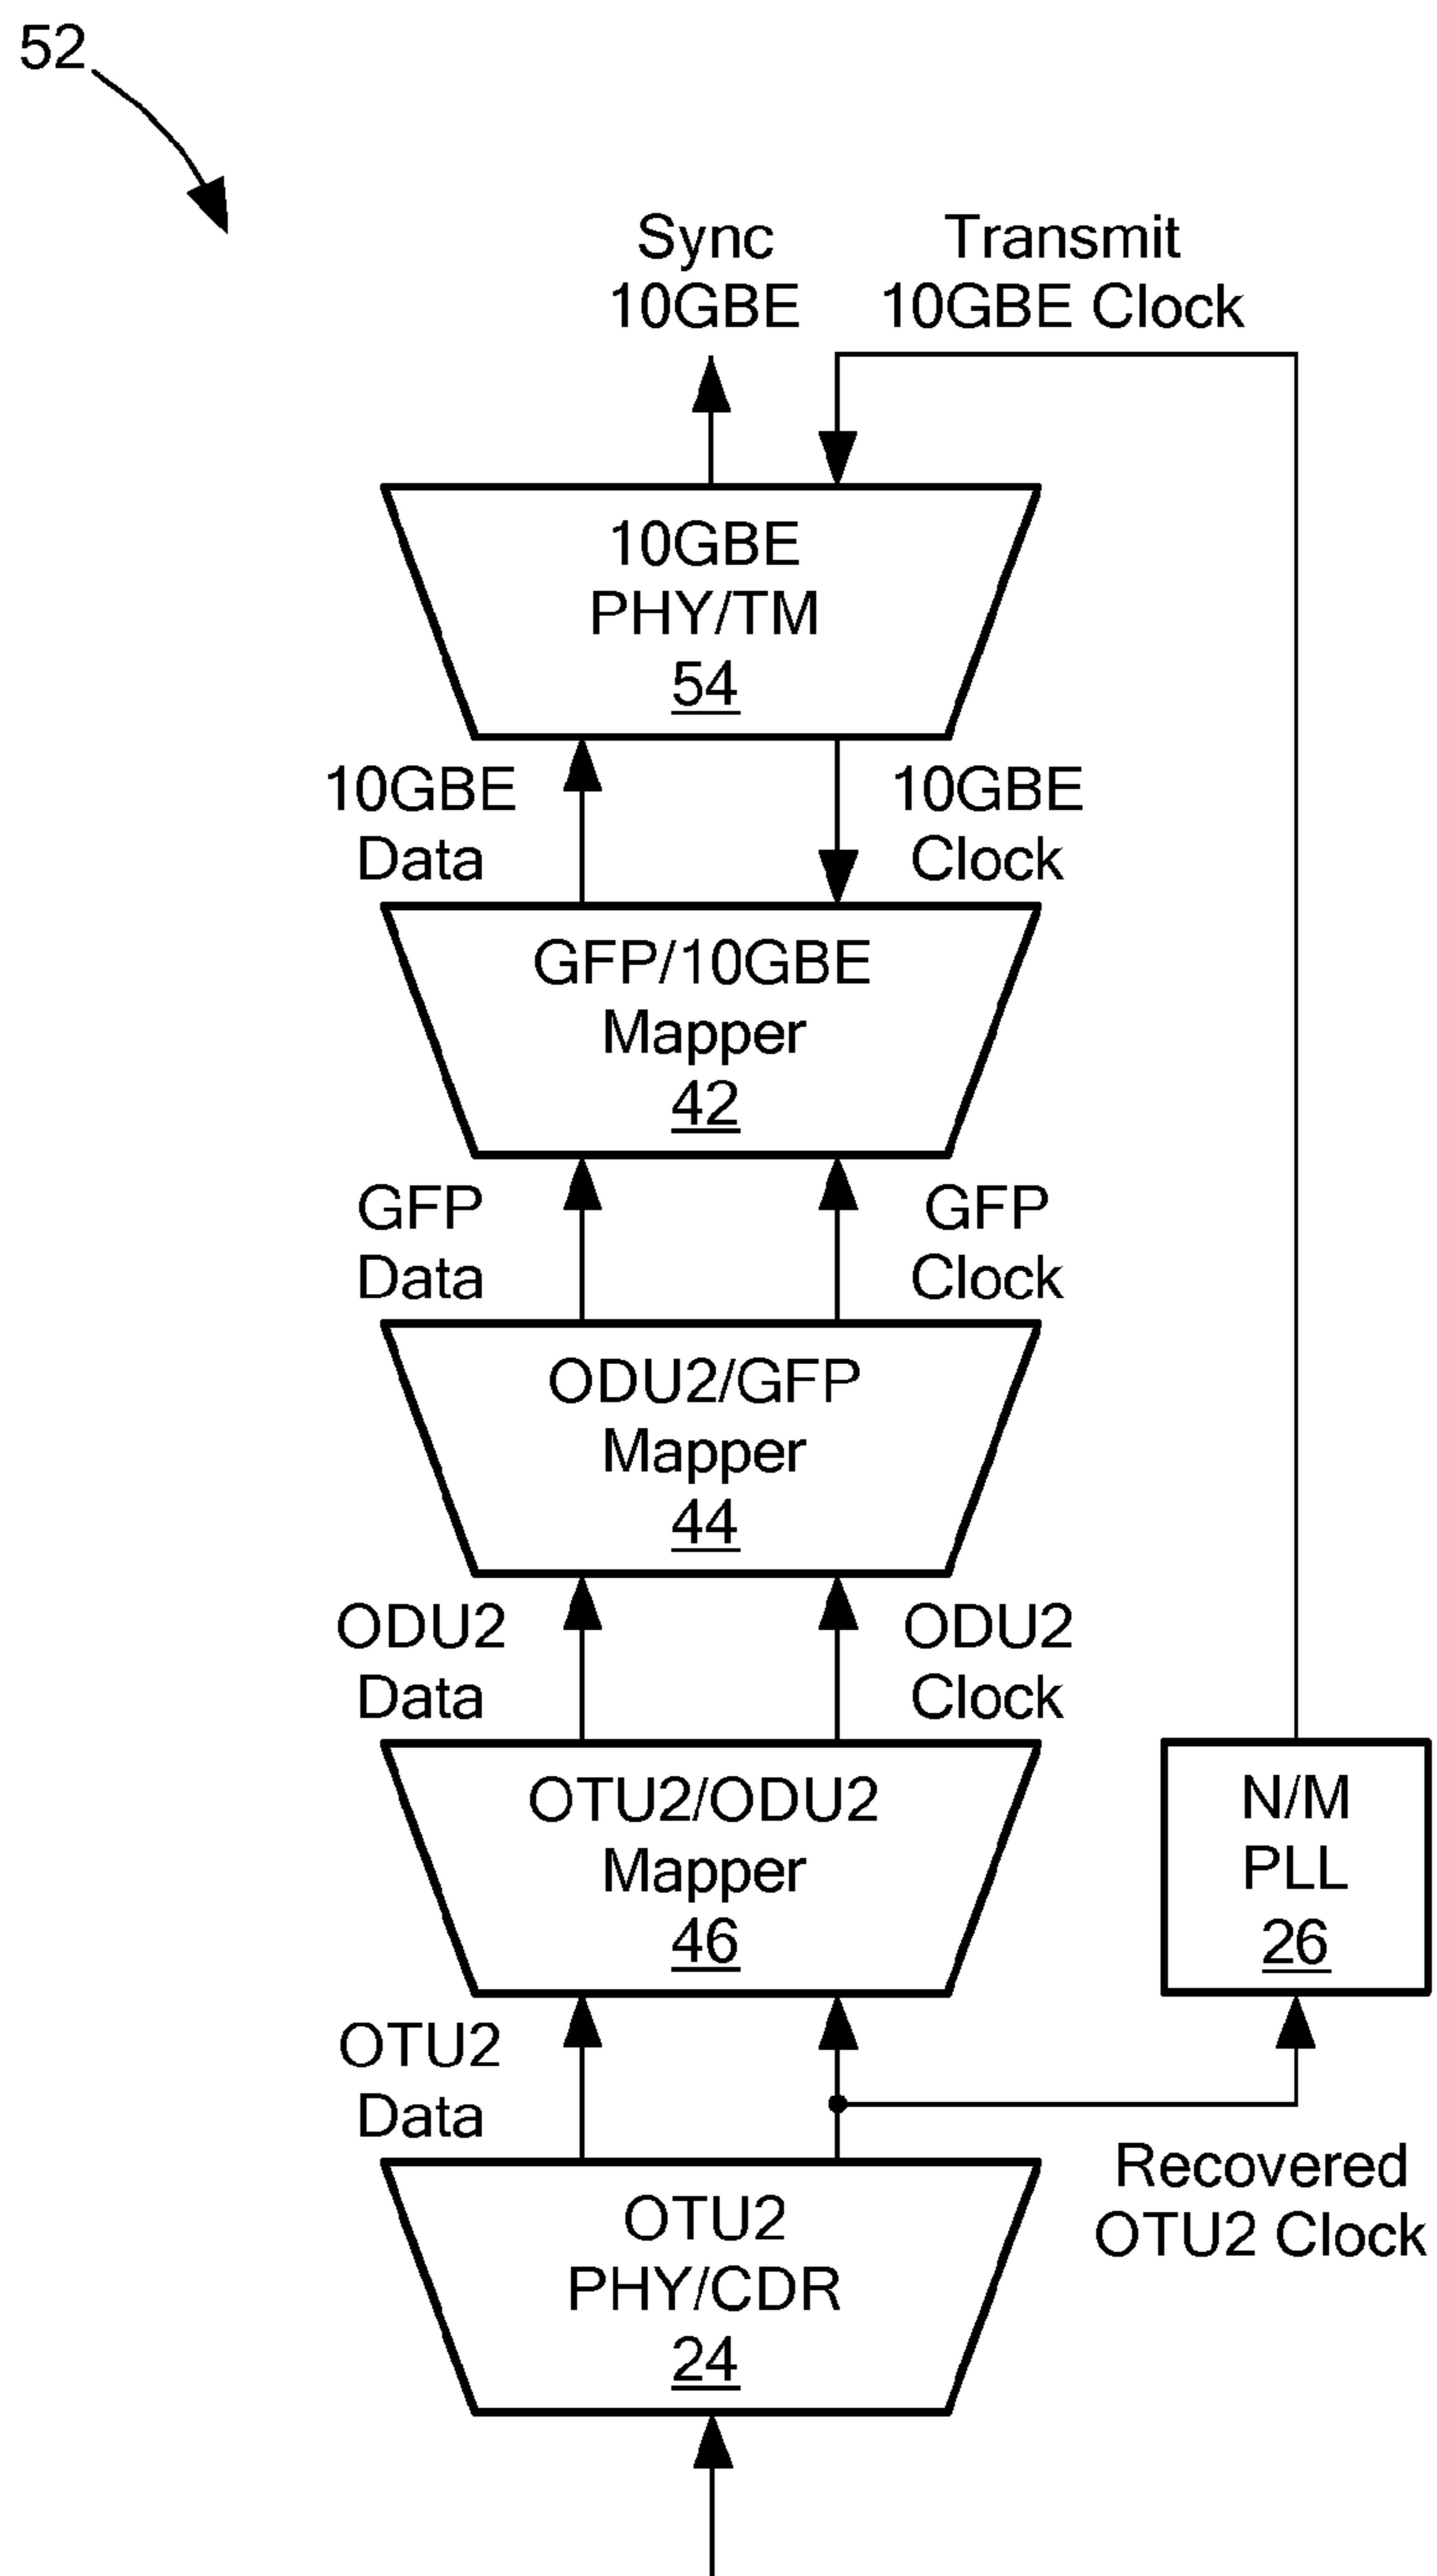 52
Sync
10GBE
Transmit
10GBE Clock
10GBE
PHY/TM
54
10GBE
Data
10GBE
Clock
GFP/10GBE
Mapper
42
GFP
Data
GFP
Clock
ODU2/GFP
Mapper
44
ODU2
Data
ODU2
Clock
OTU2/ODU2
Mapper
46
N/M
PLL
26
OTU2
Data
Recovered
OTU2 Clock
OTU2
PHY/CDR
24